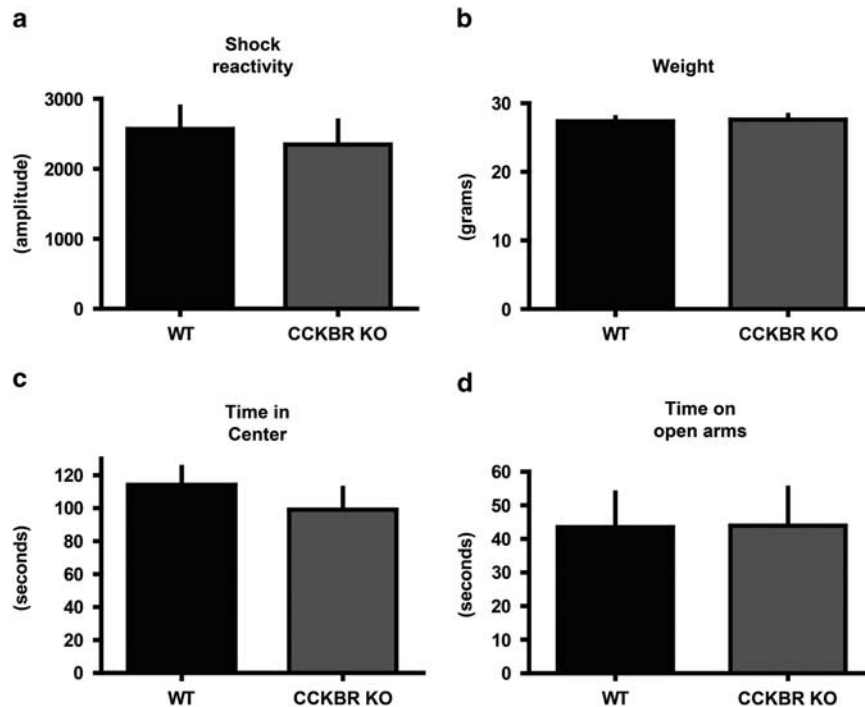 a
Shock
reactivity
3000
2000
1000
0
(amplitude)
WT
CCKBR KO
b
Weight
30
20
10
0
(grams)
WT
CCKBR KO
c
Time in
Center
120
100
80
60
40
20
0
(seconds)
WT
CCKBR KO
d
Time on
open arms
60
50
40
30
20
10
0
(seconds)
WT
CCKBR KO